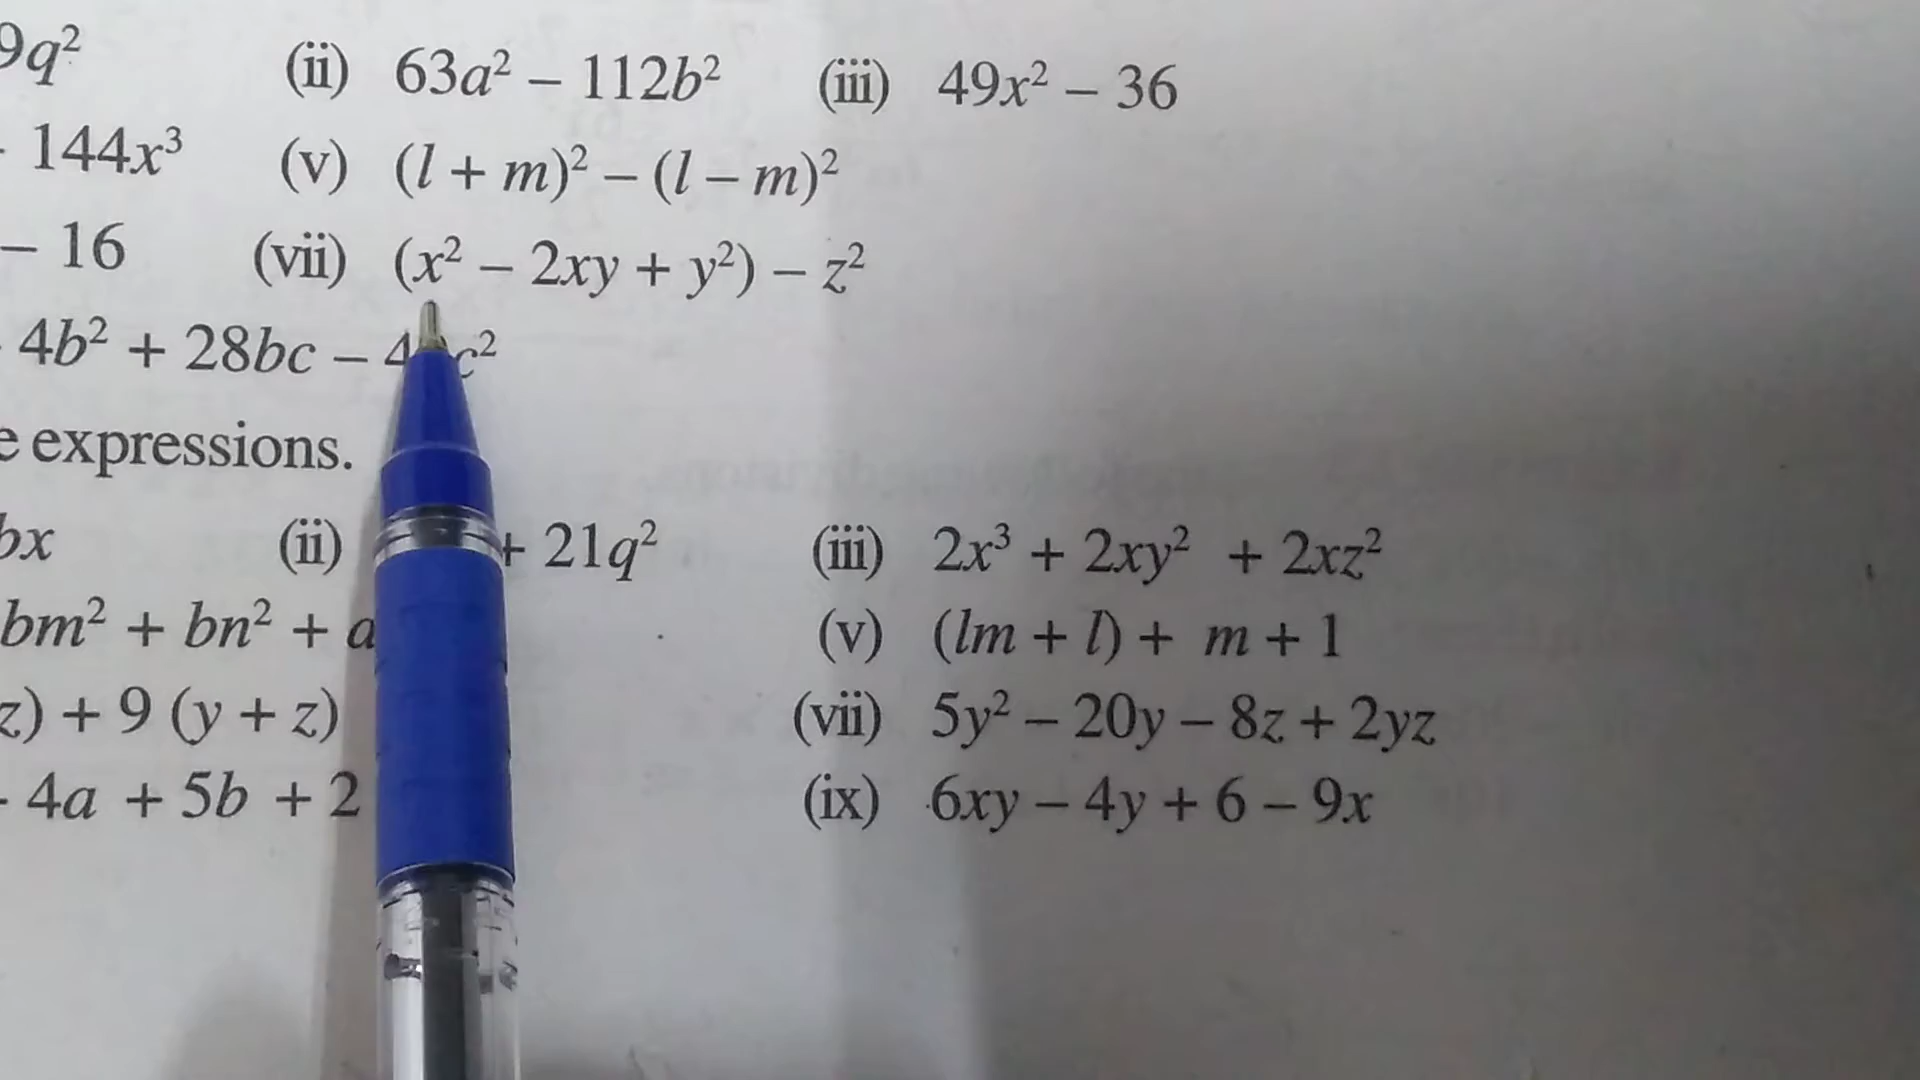 9q² (ii) 63a² – 112b² (iii) 49x² – 36
144x³ (v) (l + m)² – (l – m)²
– 16 (vii) (x² – 2xy + y²) – z²
4b² + 28bc – 4 c²
expressions.
bx (ii) + 21q² (iii) 2x³ + 2xy² + 2xz²
bm² + bn² + a (v) (lm + l) + m + 1
z) + 9 (y + z) (vii) 5y² – 20y – 8z + 2yz
- 4a + 5b + 2 (ix) 6xy – 4y + 6 – 9x